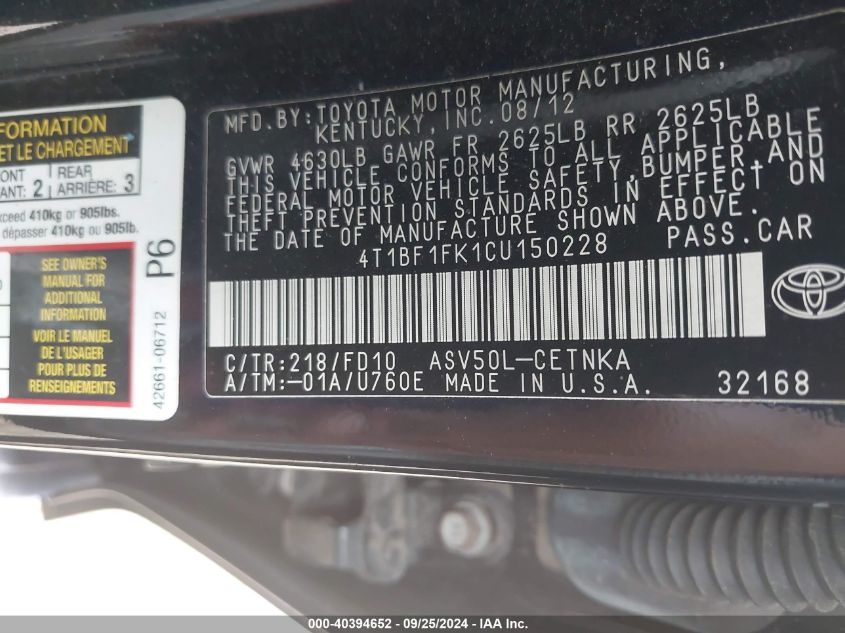 FORMATION
ET LE CHARGEMENT
ONT 2 REAR 3
ANT: ARRIÈRE:
xceed 410kg or 905lbs.
dépasser 410kg ou 905lb.
SEE OWNER'S
MANUAL FOR
ADDITIONAL
INFORMATION
VOIR LE MANUEL
DE L'USAGER
POUR PLUS DE
RENSEIGNEMENTS
P6
42661-06712
MFD.BY:TOYOTA MOTOR MANUFACTURING,
KENTUCKY,INC.08/12
GVWR 4630LB GAWR FR 2625LB RR 2625LB
THIS VEHICLE CONFORMS TO ALL APPLICABLE
FEDERAL MOTOR VEHICLE SAFETY,BUMPER,AND
THEFT PREVENTION STANDARDS IN EFFECT ON
THE DATE OF MANUFACTURE SHOWN ABOVE.
4T1BF1FK1CU150228 PASS.CAR
C/TR:218/FD10 ASV50L-CETNKA
A/TM:-01A/U760E MADE IN U.S.A. 32168
000-40394652 - 09/25/2024 - IAA Inc.